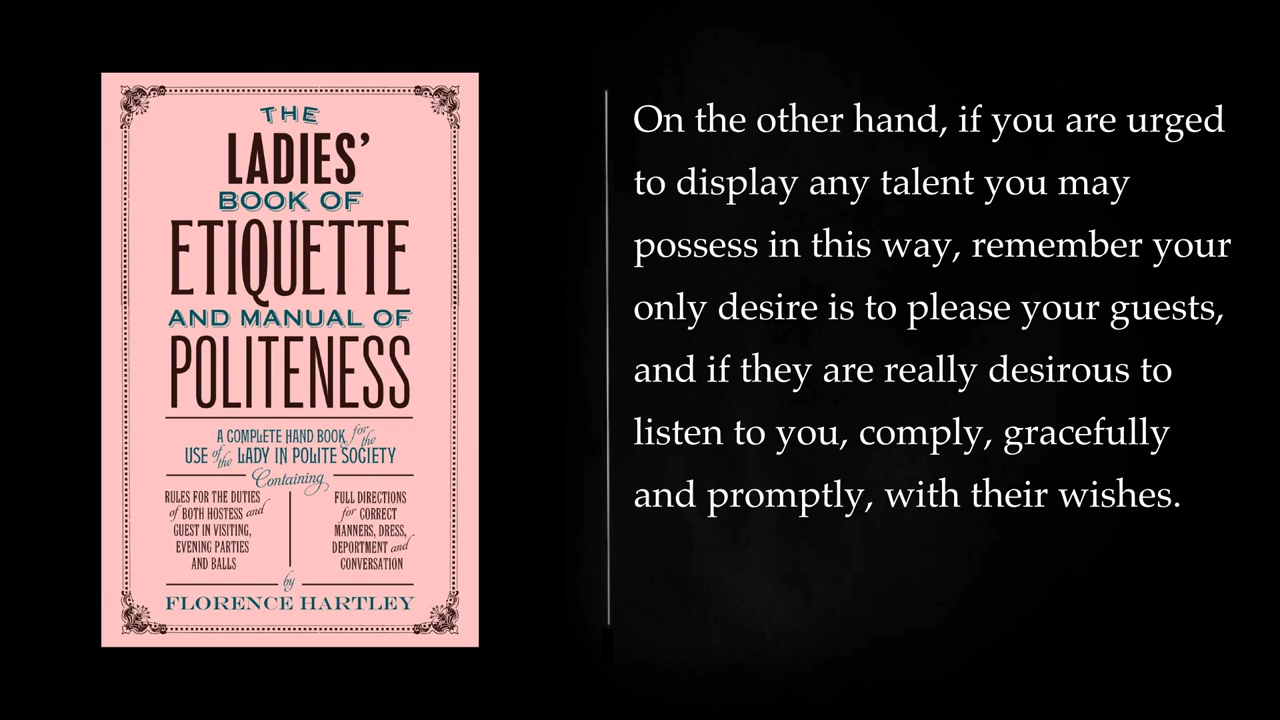 THE
LADIES'
BOOK OF
ETIQUETTE
AND MANUAL OF
POLITENESS
A COMPLETE HAND BOOK for the
USE of the LADY IN POLITE SOCIETY
Containing
RULES FOR THE DUTIES
of BOTH HOSTESS and
GUEST IN VISITING,
EVENING PARTIES
AND BALLS
FULL DIRECTIONS
for CORRECT
MANNERS, DRESS,
DEPORTMENT and
CONVERSATION
by
FLORENCE HARTLEY
On the other hand, if you are urged
to display any talent you may
possess in this way, remember your
only desire is to please your guests,
and if they are really desirous to
listen to you, comply, gracefully
and promptly, with their wishes.